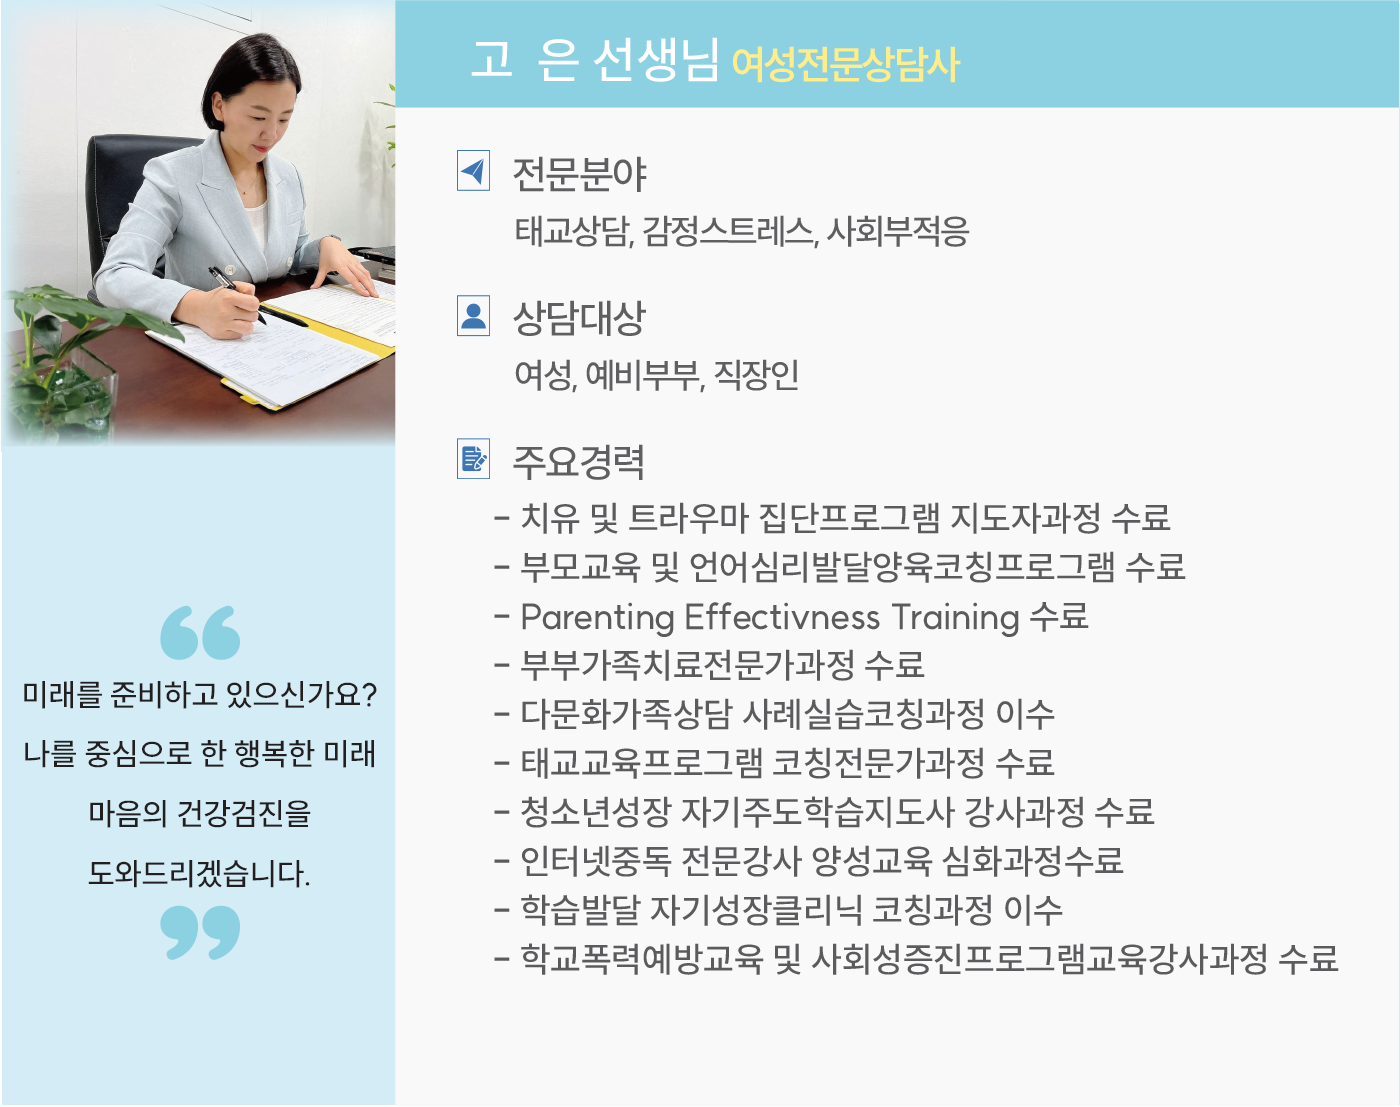 고 은 선생님 여성전문상담사
전문분야
태교상담, 감정스트레스, 사회부적응
상담대상
여성, 예비부부, 직장인
주요경력
- 치유 및 트라우마 집단프로그램 지도자과정 수료
- 부모교육 및 언어심리발달양육코칭프로그램 수료
- Parenting Effectivness Training 수료
- 부부가족치료전문가과정 수료
- 다문화가족상담 사례실습코칭과정 이수
- 태교교육프로그램 코칭전문가과정 수료
- 청소년성장 자기주도학습지도사 강사과정 수료
- 인터넷중독 전문강사 양성교육 심화과정수료
- 학습발달 자기성장클리닉 코칭과정 이수
- 학교폭력예방교육 및 사회성증진프로그램교육강사과정 수료
“
미래를 준비하고 있으신가요?
나를 중심으로 한 행복한 미래
마음의 건강검진을
도와드리겠습니다.
”